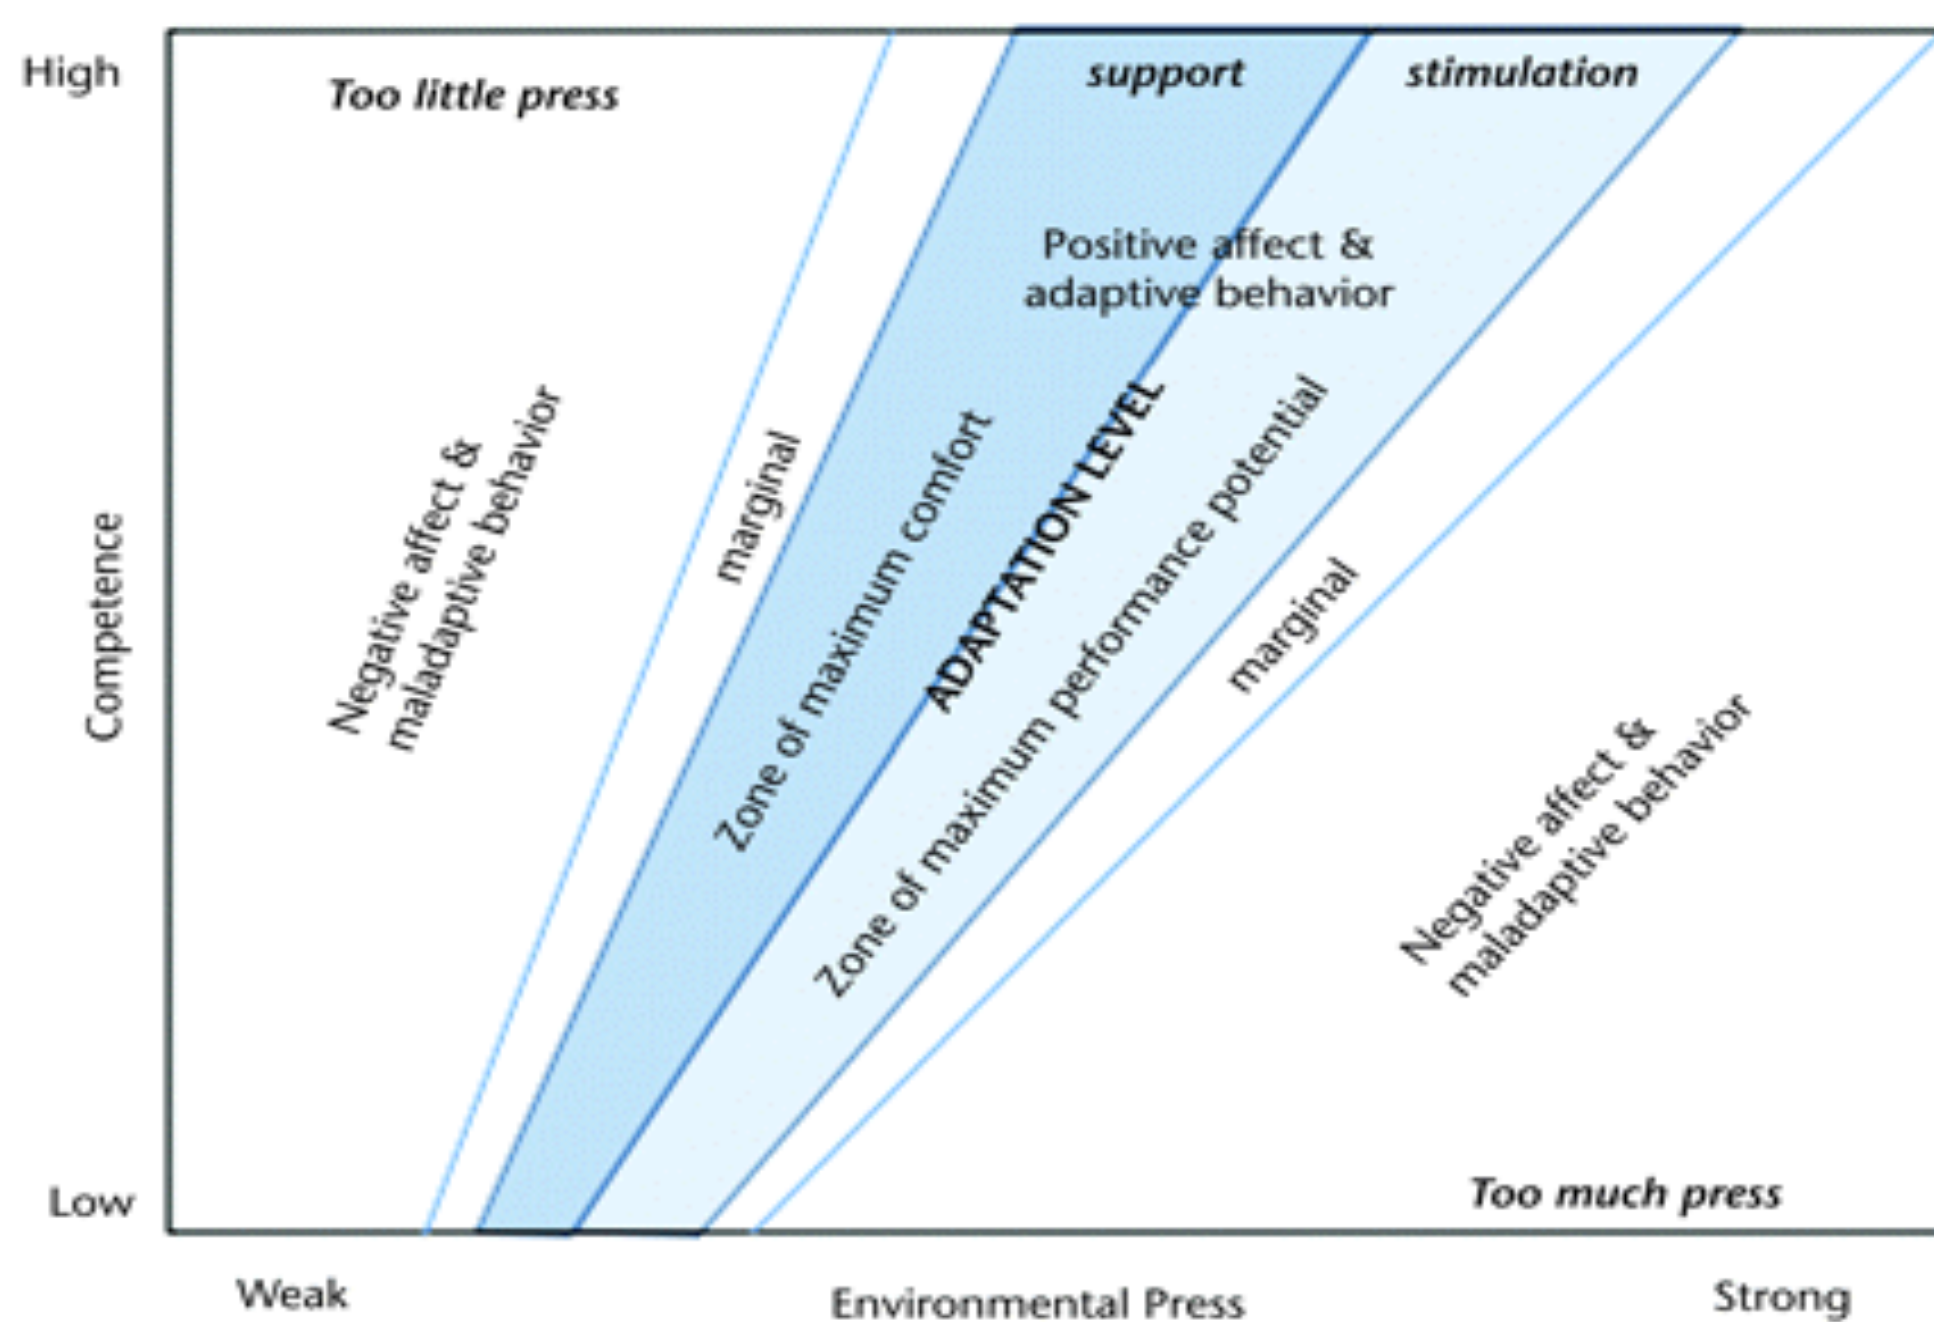 High
Too little press
support
stimulation
Positive affect &
adaptive behavior
Negative affect &
maladaptive behavior
marginal
Zone of maximum comfort
ADAPTATION LEVEL
Zone of maximum performance potential
marginal
Negative affect &
maladaptive behavior
Competence
Low
Too much press
Weak
Environmental Press
Strong